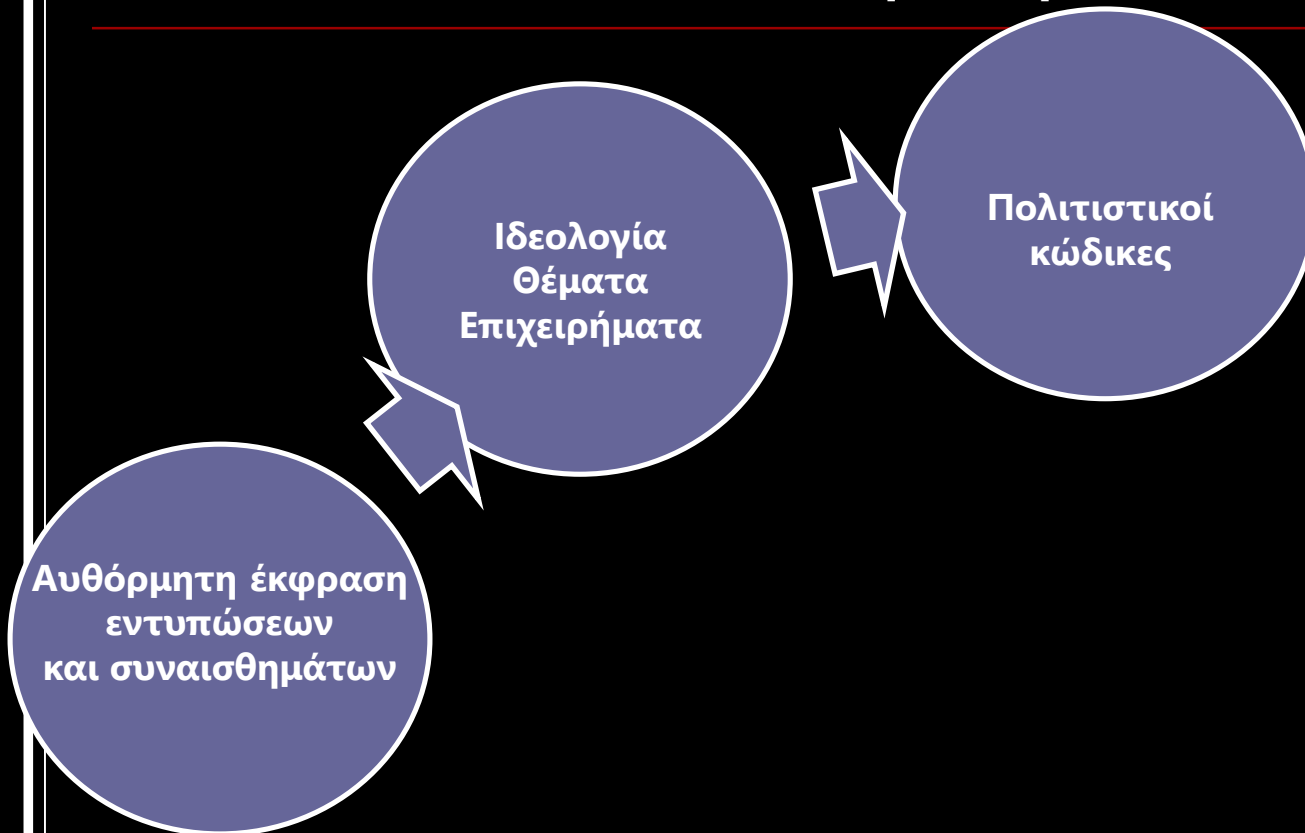 Αυθόρμητη έκφραση
εντυπώσεων
και συναισθημάτων
Ιδεολογία
Θέματα
Επιχειρήματα
Πολιτιστικοί
κώδικες